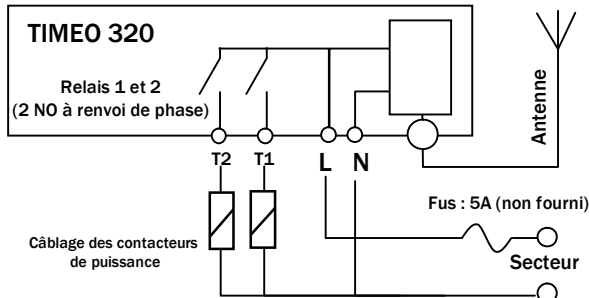 TIMEO 320
Relais 1 et 2
(2 NO à renvoi de phase)
Antenne
T2
T1
L
N
Fus : 5A (non fourni)
Câblage des contacteurs
de puissance
Secteur